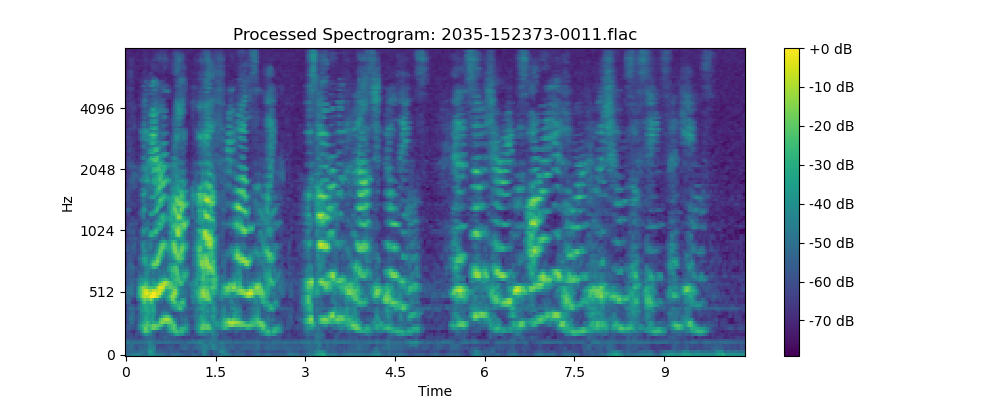 Processed Spectrogram: 2035-152373-0011.flac
Hz
4096
2048
1024
512
0
0 1.5 3 4.5 6 7.5 9
Time
+0 dB
-10 dB
-20 dB
-30 dB
-40 dB
-50 dB
-60 dB
-70 dB